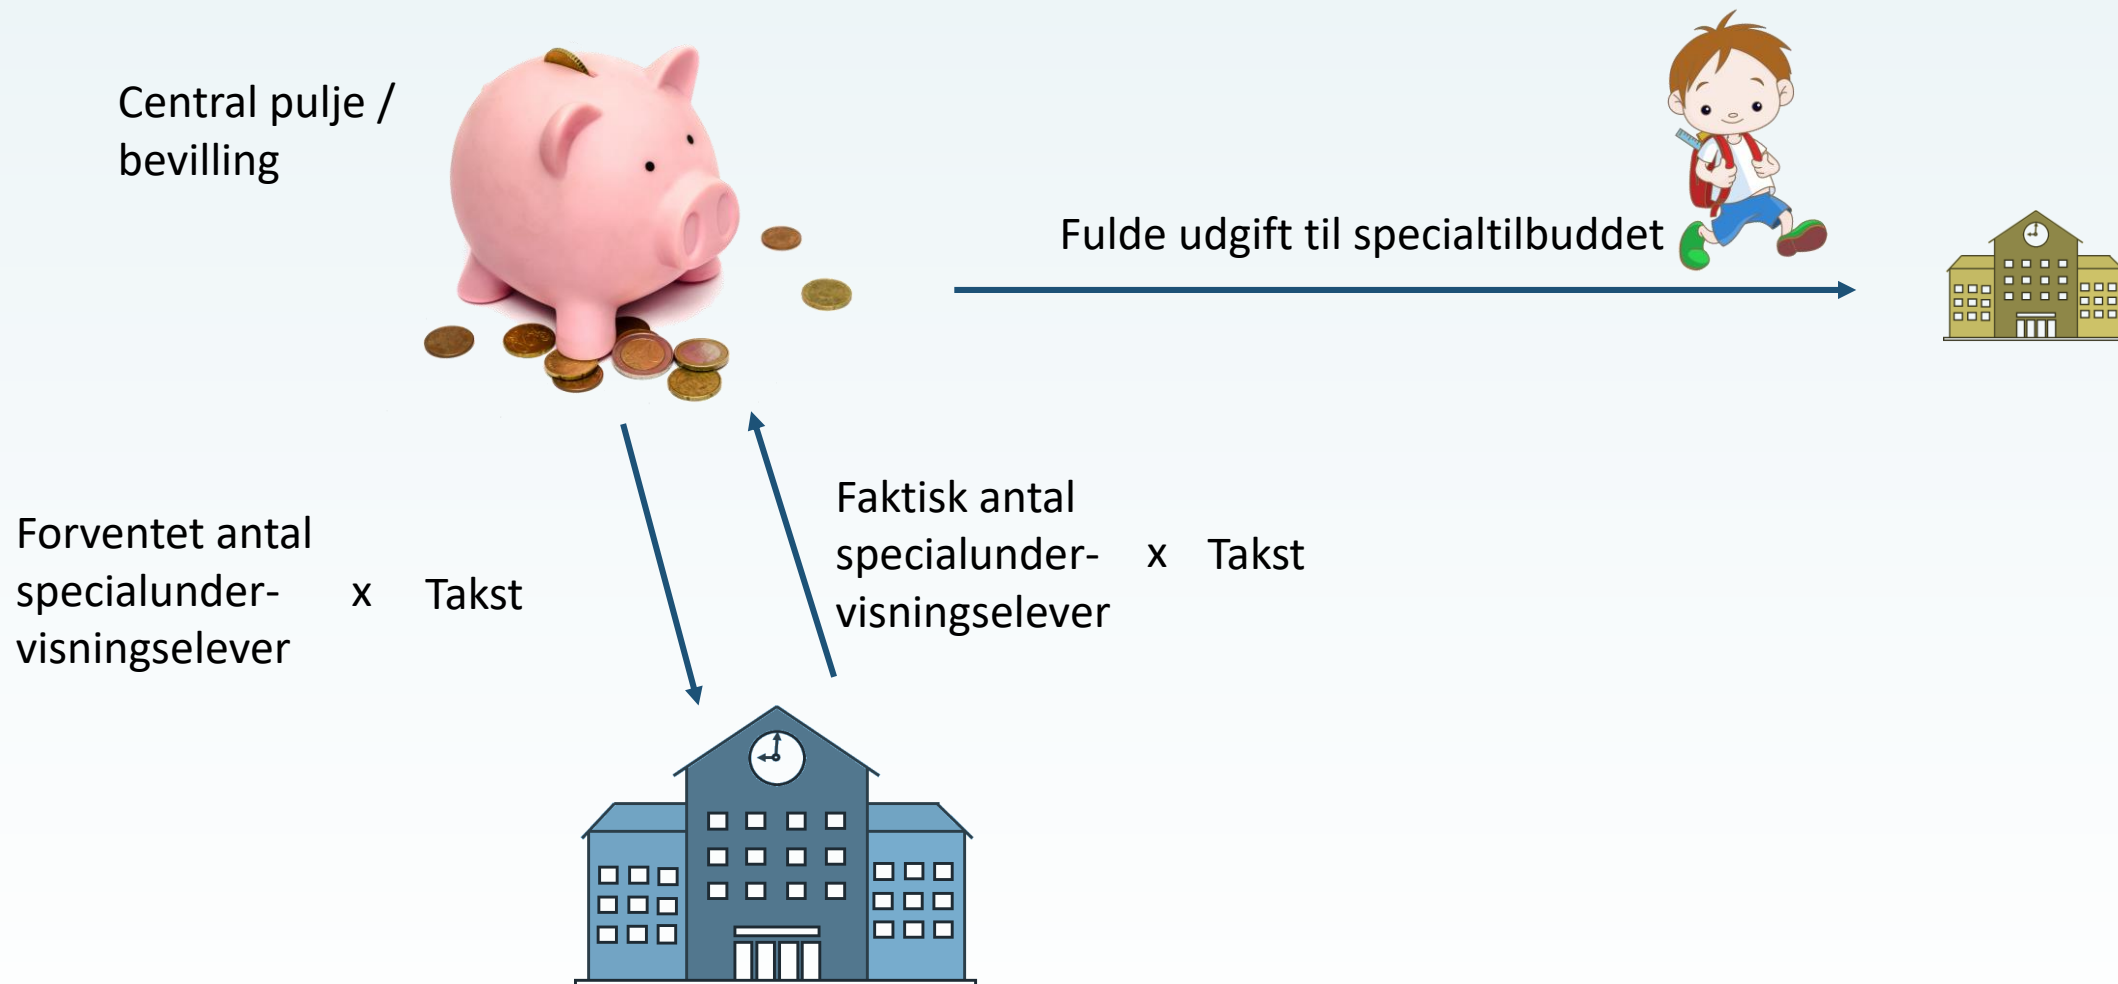 Central pulje /
bevilling
Fulde udgift til specialtilbuddet
Forventet antal
specialunder-
visningselever
x
Takst
Faktisk antal
specialunder-
visningselever
x
Takst